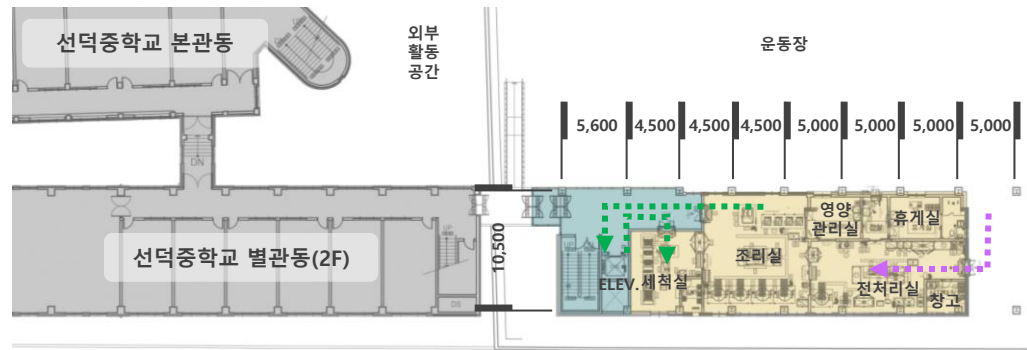 선덕중학교 본관동
외부
활동
공간
운동장
5,600
4,500
4,500
4,500
5,000
5,000
5,000
5,000
DN
영양
관리실
휴게실
UP
10,500
UP
선덕중학교 별관동(2F)
조리실
ELEV.
세척실
전처리실
창고
DS